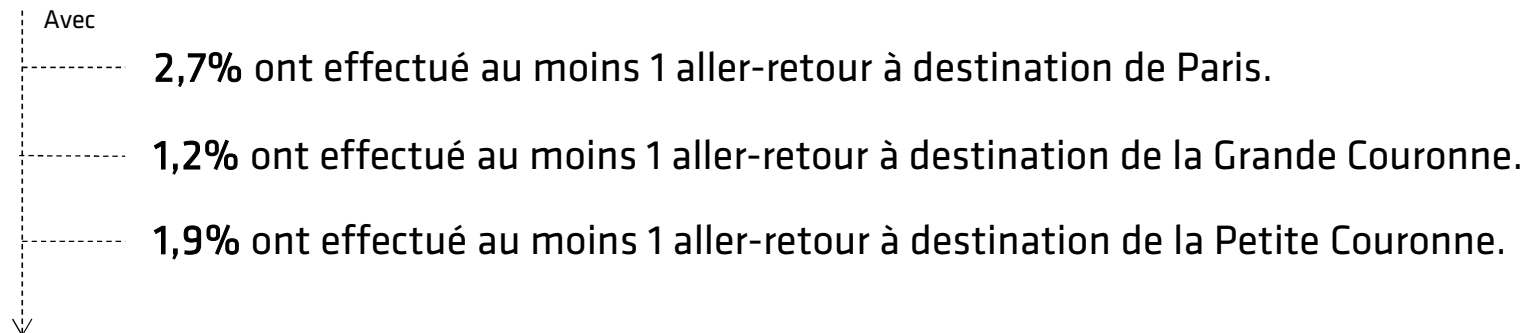 Avec
2,7% ont effectué au moins 1 aller-retour à destination de Paris.
1,2% ont effectué au moins 1 aller-retour à destination de la Grande Couronne.
1,9% ont effectué au moins 1 aller-retour à destination de la Petite Couronne.